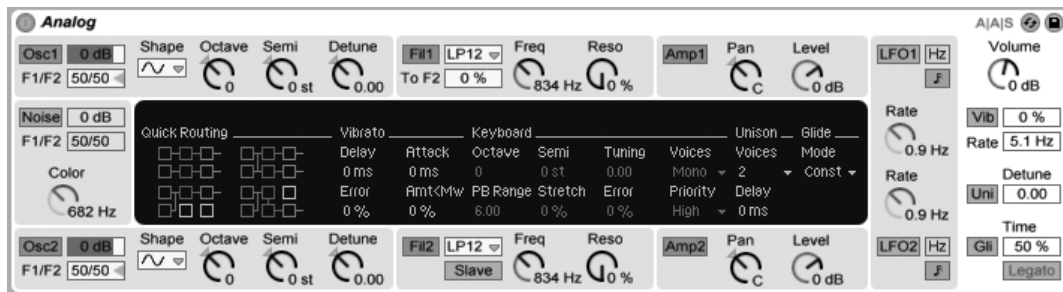 Analog A|A|S
Osc1 0 dB Shape Octave Semi Detune Fil1 LP12 Freq Reso Amp1 Pan Level LFO1 Hz Volume
F1/F2 50/50 0 0 st 0.00 To F2 0 % 834 Hz 0 % C 0 dB 0 dB
Noise 0 dB Rate Vib 0 %
F1/F2 50/50 0.9 Hz Rate 5.1 Hz
Color
682 Hz
Quick Routing Vibrato Keyboard Unison Glide
Delay Attack Octave Semi Tuning Voices Voices Mode
0 ms 0 ms 0 0 st 0.00 Mono 2 Const
Error Amt<Mw PB Range Stretch Error Priority Delay
0 % 0 % 6.00 0 % 0 % High 0 ms
Rate Detune
0.9 Hz Uni 0.00
Time
Osc2 0 dB Shape Octave Semi Detune Fil2 LP12 Freq Reso Amp2 Pan Level LFO2 Hz Gli 50 %
F1/F2 50/50 0 0 st 0.00 Slave 834 Hz 0 % C 0 dB Legato